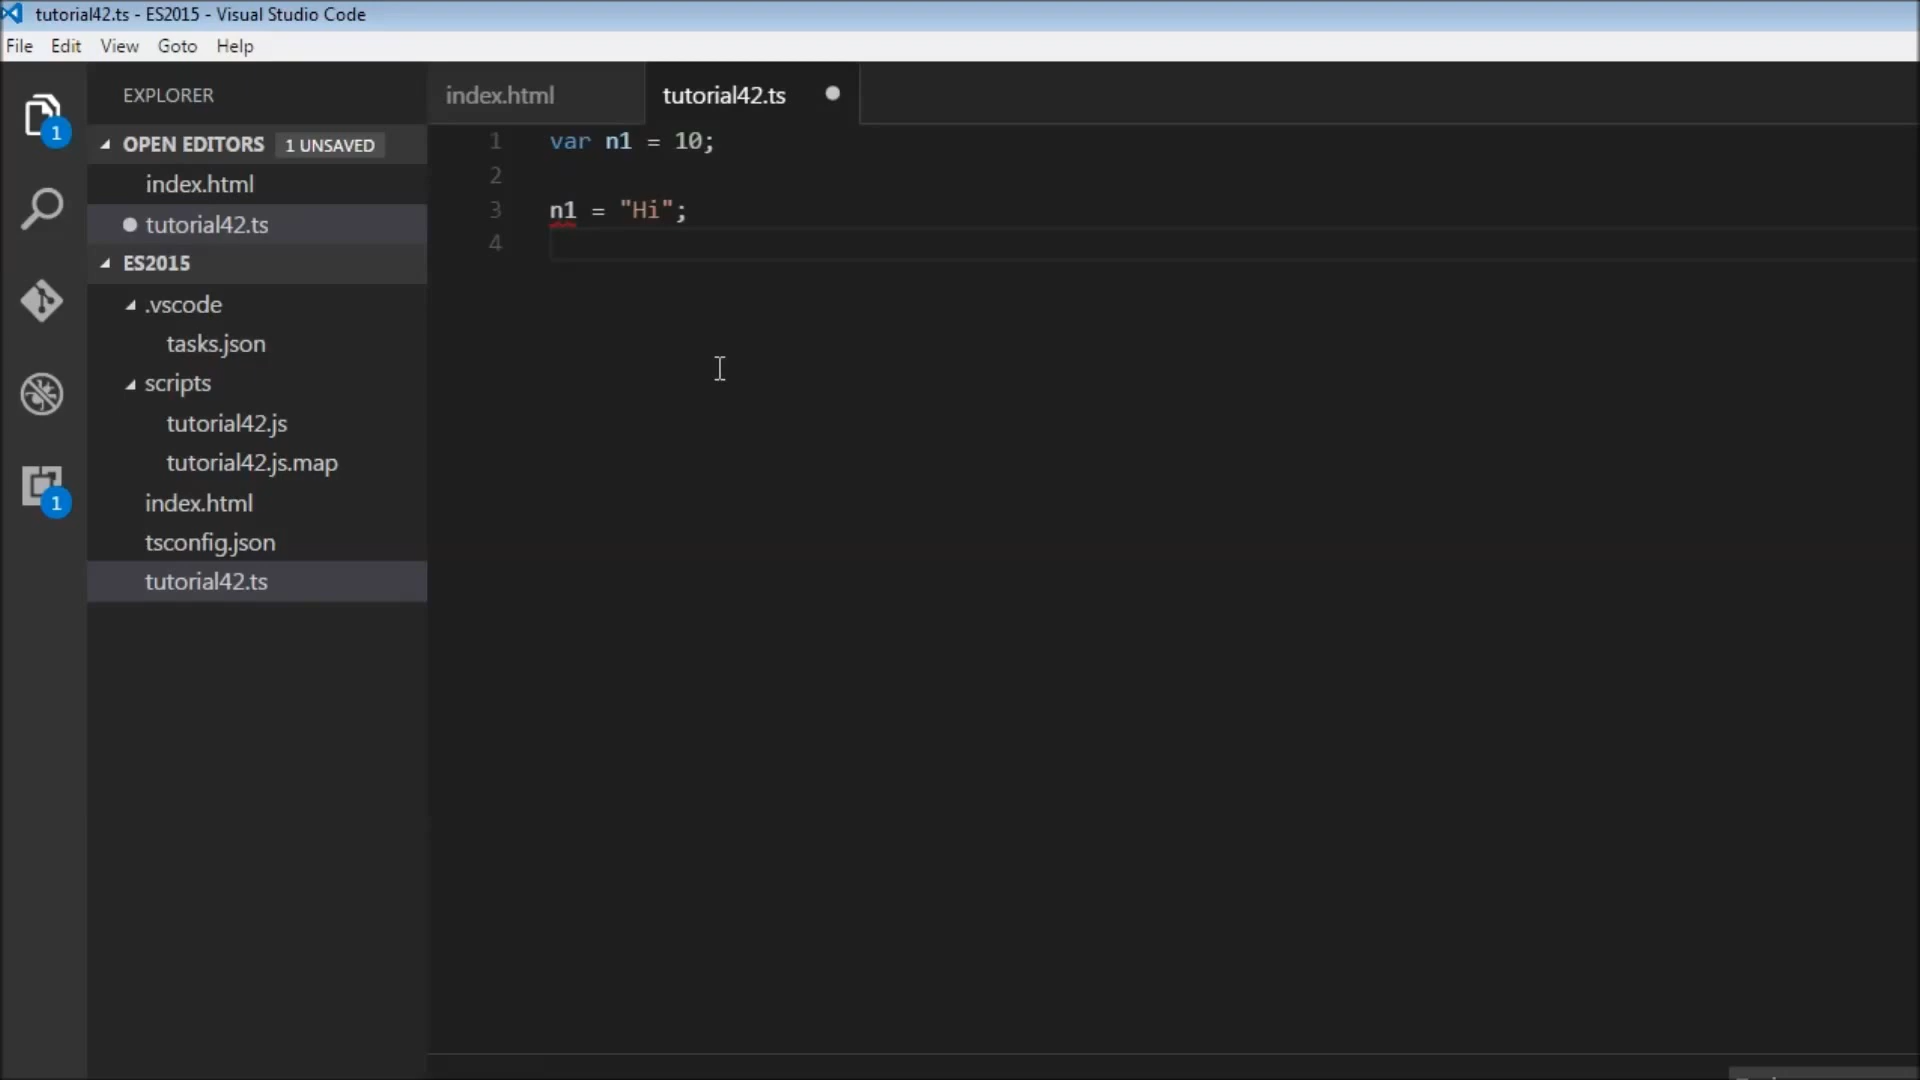 tutorial42.ts - ES2015 - Visual Studio Code
File Edit View Goto Help
EXPLORER
OPEN EDITORS 1 UNSAVED
index.html
tutorial42.ts
ES2015
.vscode
tasks.json
scripts
tutorial42.js
tutorial42.js.map
index.html
tsconfig.json
tutorial42.ts
1
1
index.html tutorial42.ts
1 var n1 = 10;
2
3 n1 = "Hi";
4